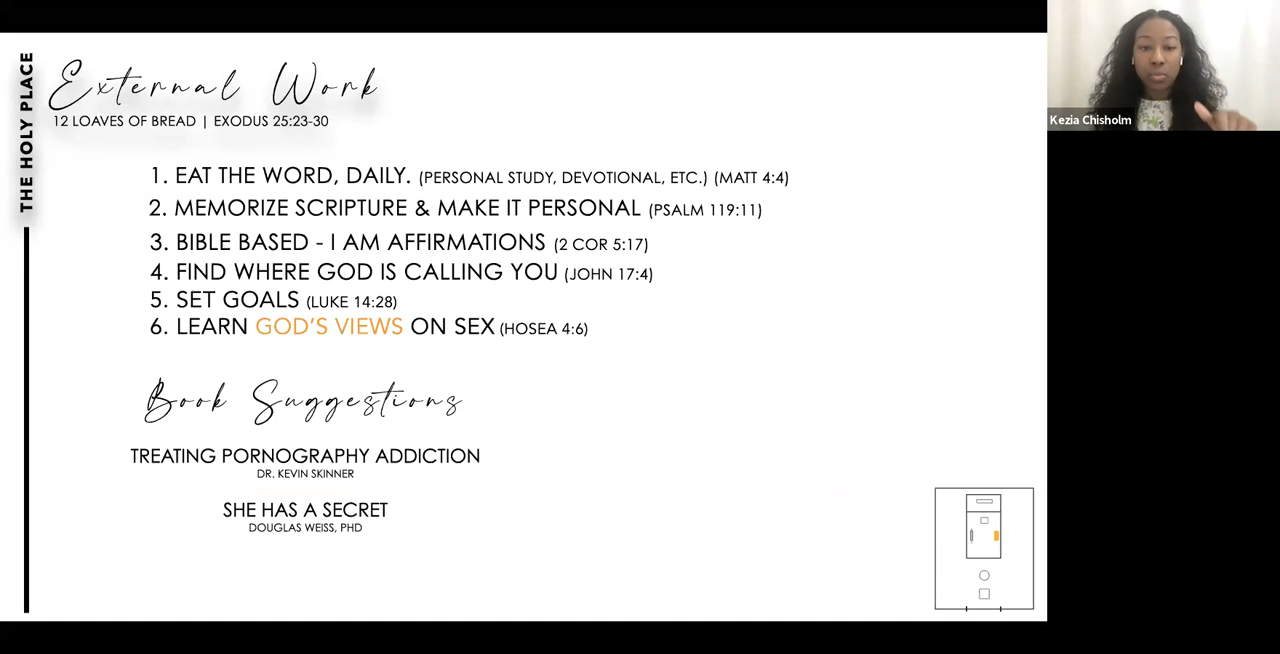 THE HOLY PLACE
External Work
12 LOAVES OF BREAD | EXODUS 25:23-30
1. EAT THE WORD, DAILY. (PERSONAL STUDY, DEVOTIONAL, ETC.) (MATT 4:4)
2. MEMORIZE SCRIPTURE & MAKE IT PERSONAL (PSALM 119:11)
3. BIBLE BASED - I AM AFFIRMATIONS (2 COR 5:17)
4. FIND WHERE GOD IS CALLING YOU (JOHN 17:4)
5. SET GOALS (LUKE 14:28)
6. LEARN GOD'S VIEWS ON SEX (HOSEA 4:6)
Book Suggestions
TREATING PORNOGRAPHY ADDICTION
DR. KEVIN SKINNER
SHE HAS A SECRET
DOUGLAS WEISS, PHD
Kezia Chisholm